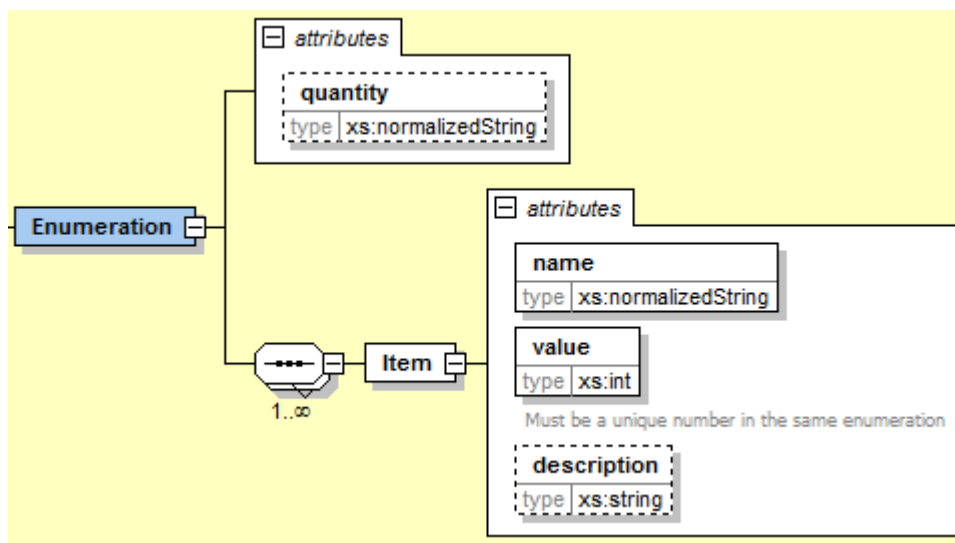 attributes
quantity
type xs:normalizedString
Enumeration
attributes
name
type xs:normalizedString
value
type xs:int
Must be a unique number in the same enumeration
description
type xs:string
Item
1..∞